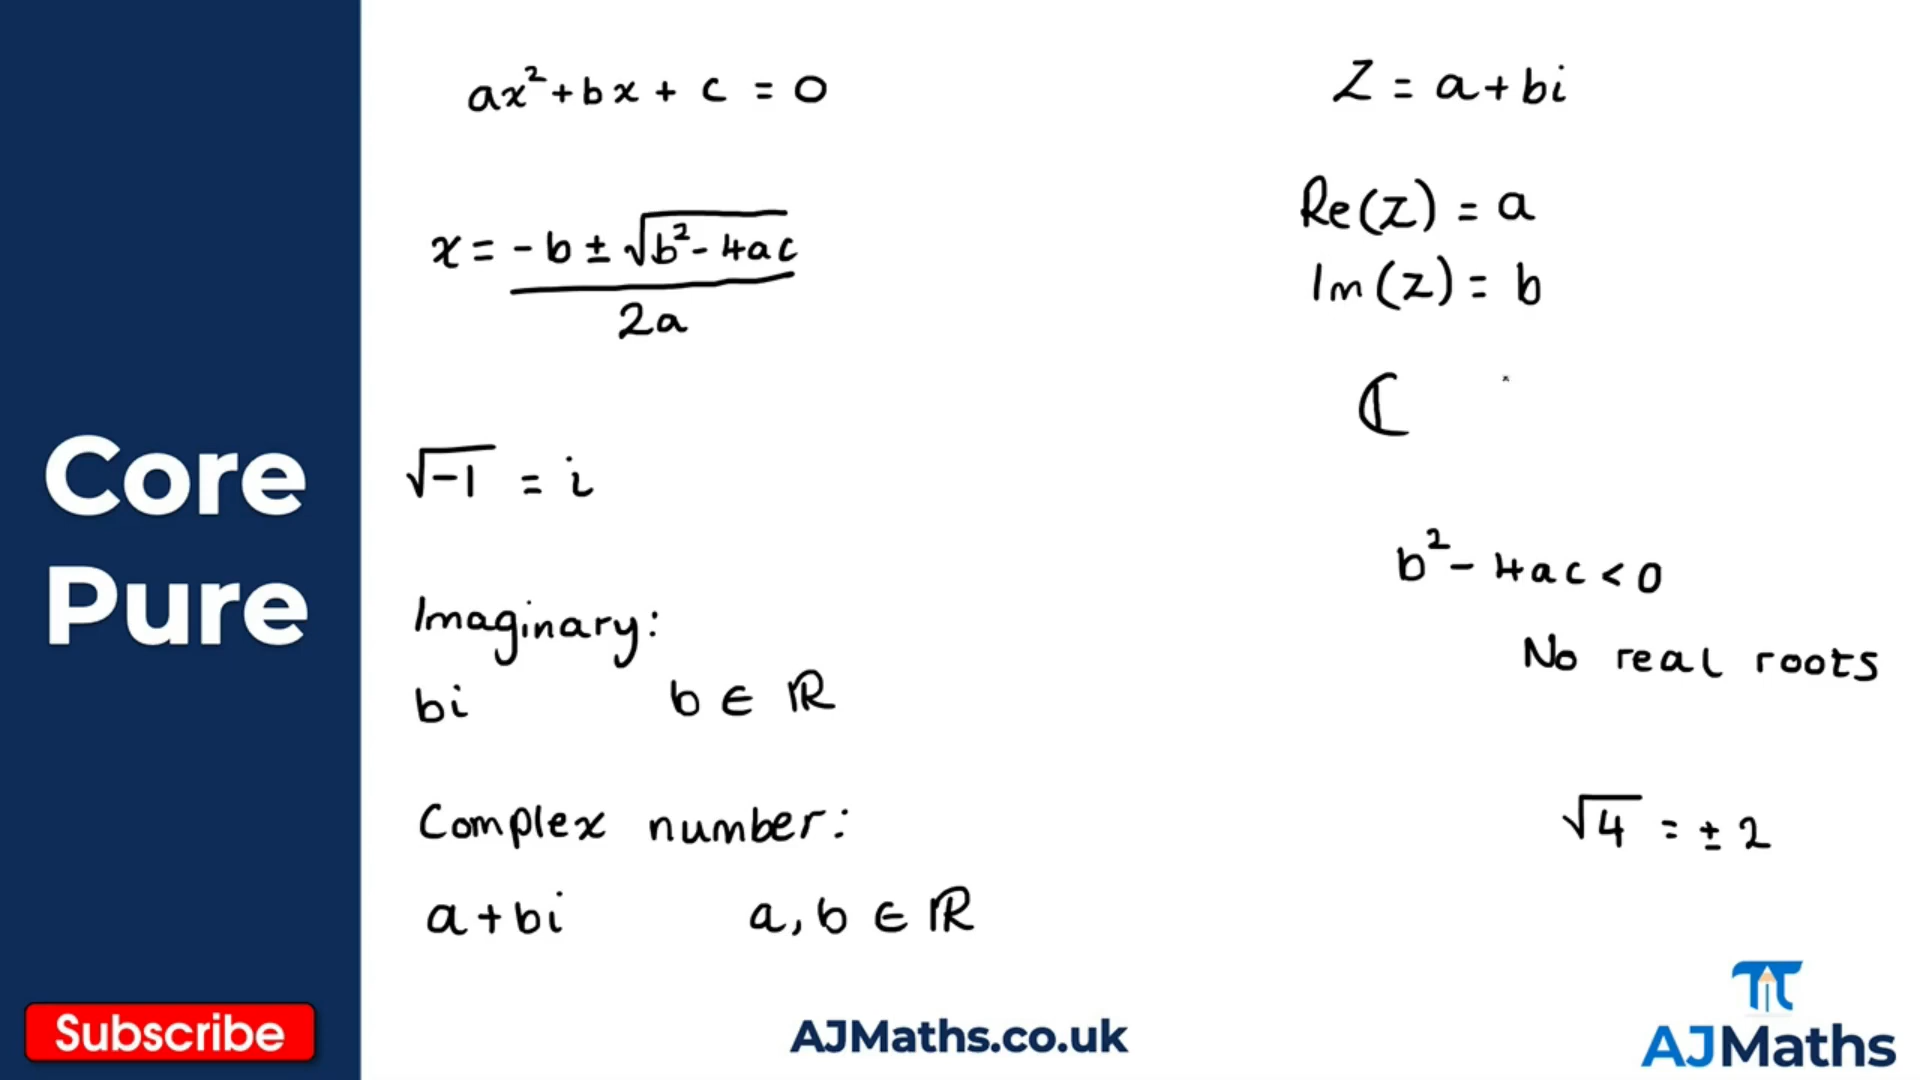 Core
Pure
Subscribe
ax² + bx + c = 0
x = -b ± √(b² - 4ac)
2a
√-1 = i
Imaginary:
bi b ∈ ℝ
Complex number:
a + bi a, b ∈ ℝ
Z = a + bi
Re(Z) = a
Im(Z) = b
ℂ
b² - 4ac < 0
No real roots
√4 = ± 2
AJMaths.co.uk
AJMaths